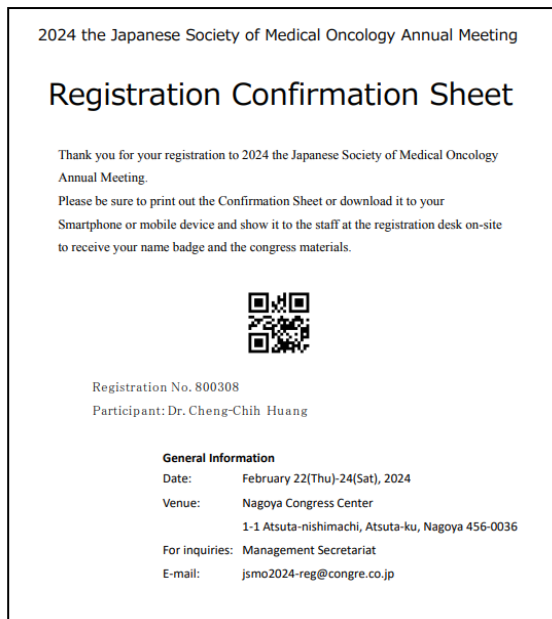 2024 the Japanese Society of Medical Oncology Annual Meeting
Registration Confirmation Sheet
Thank you for your registration to 2024 the Japanese Society of Medical Oncology
Annual Meeting.
Please be sure to print out the Confirmation Sheet or download it to your
Smartphone or mobile device and show it to the staff at the registration desk on-site
to receive your name badge and the congress materials.
Registration No. 800308
Participant: Dr. Cheng-Chih Huang
General Information
Date: February 22(Thu)-24(Sat), 2024
Venue: Nagoya Congress Center
1-1 Atsuta-nishimachi, Atsuta-ku, Nagoya 456-0036
For inquiries: Management Secretariat
E-mail: jsmo2024-reg@congre.co.jp